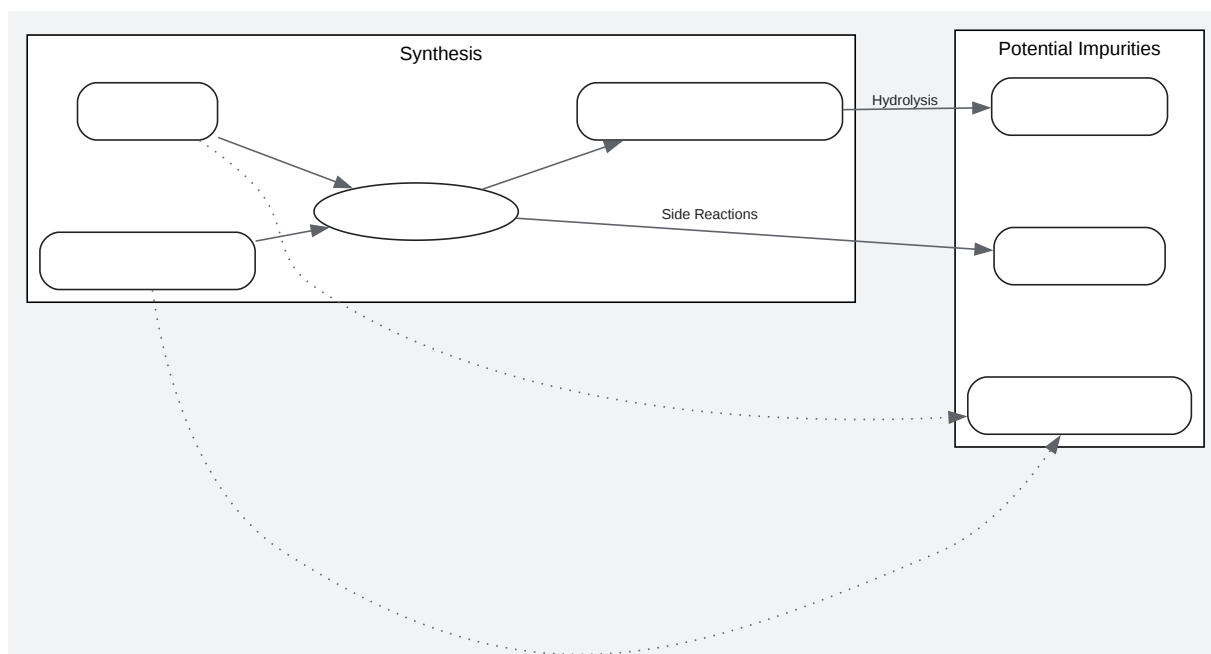 Synthesis
Potential Impurities
Hydrolysis
Side Reactions